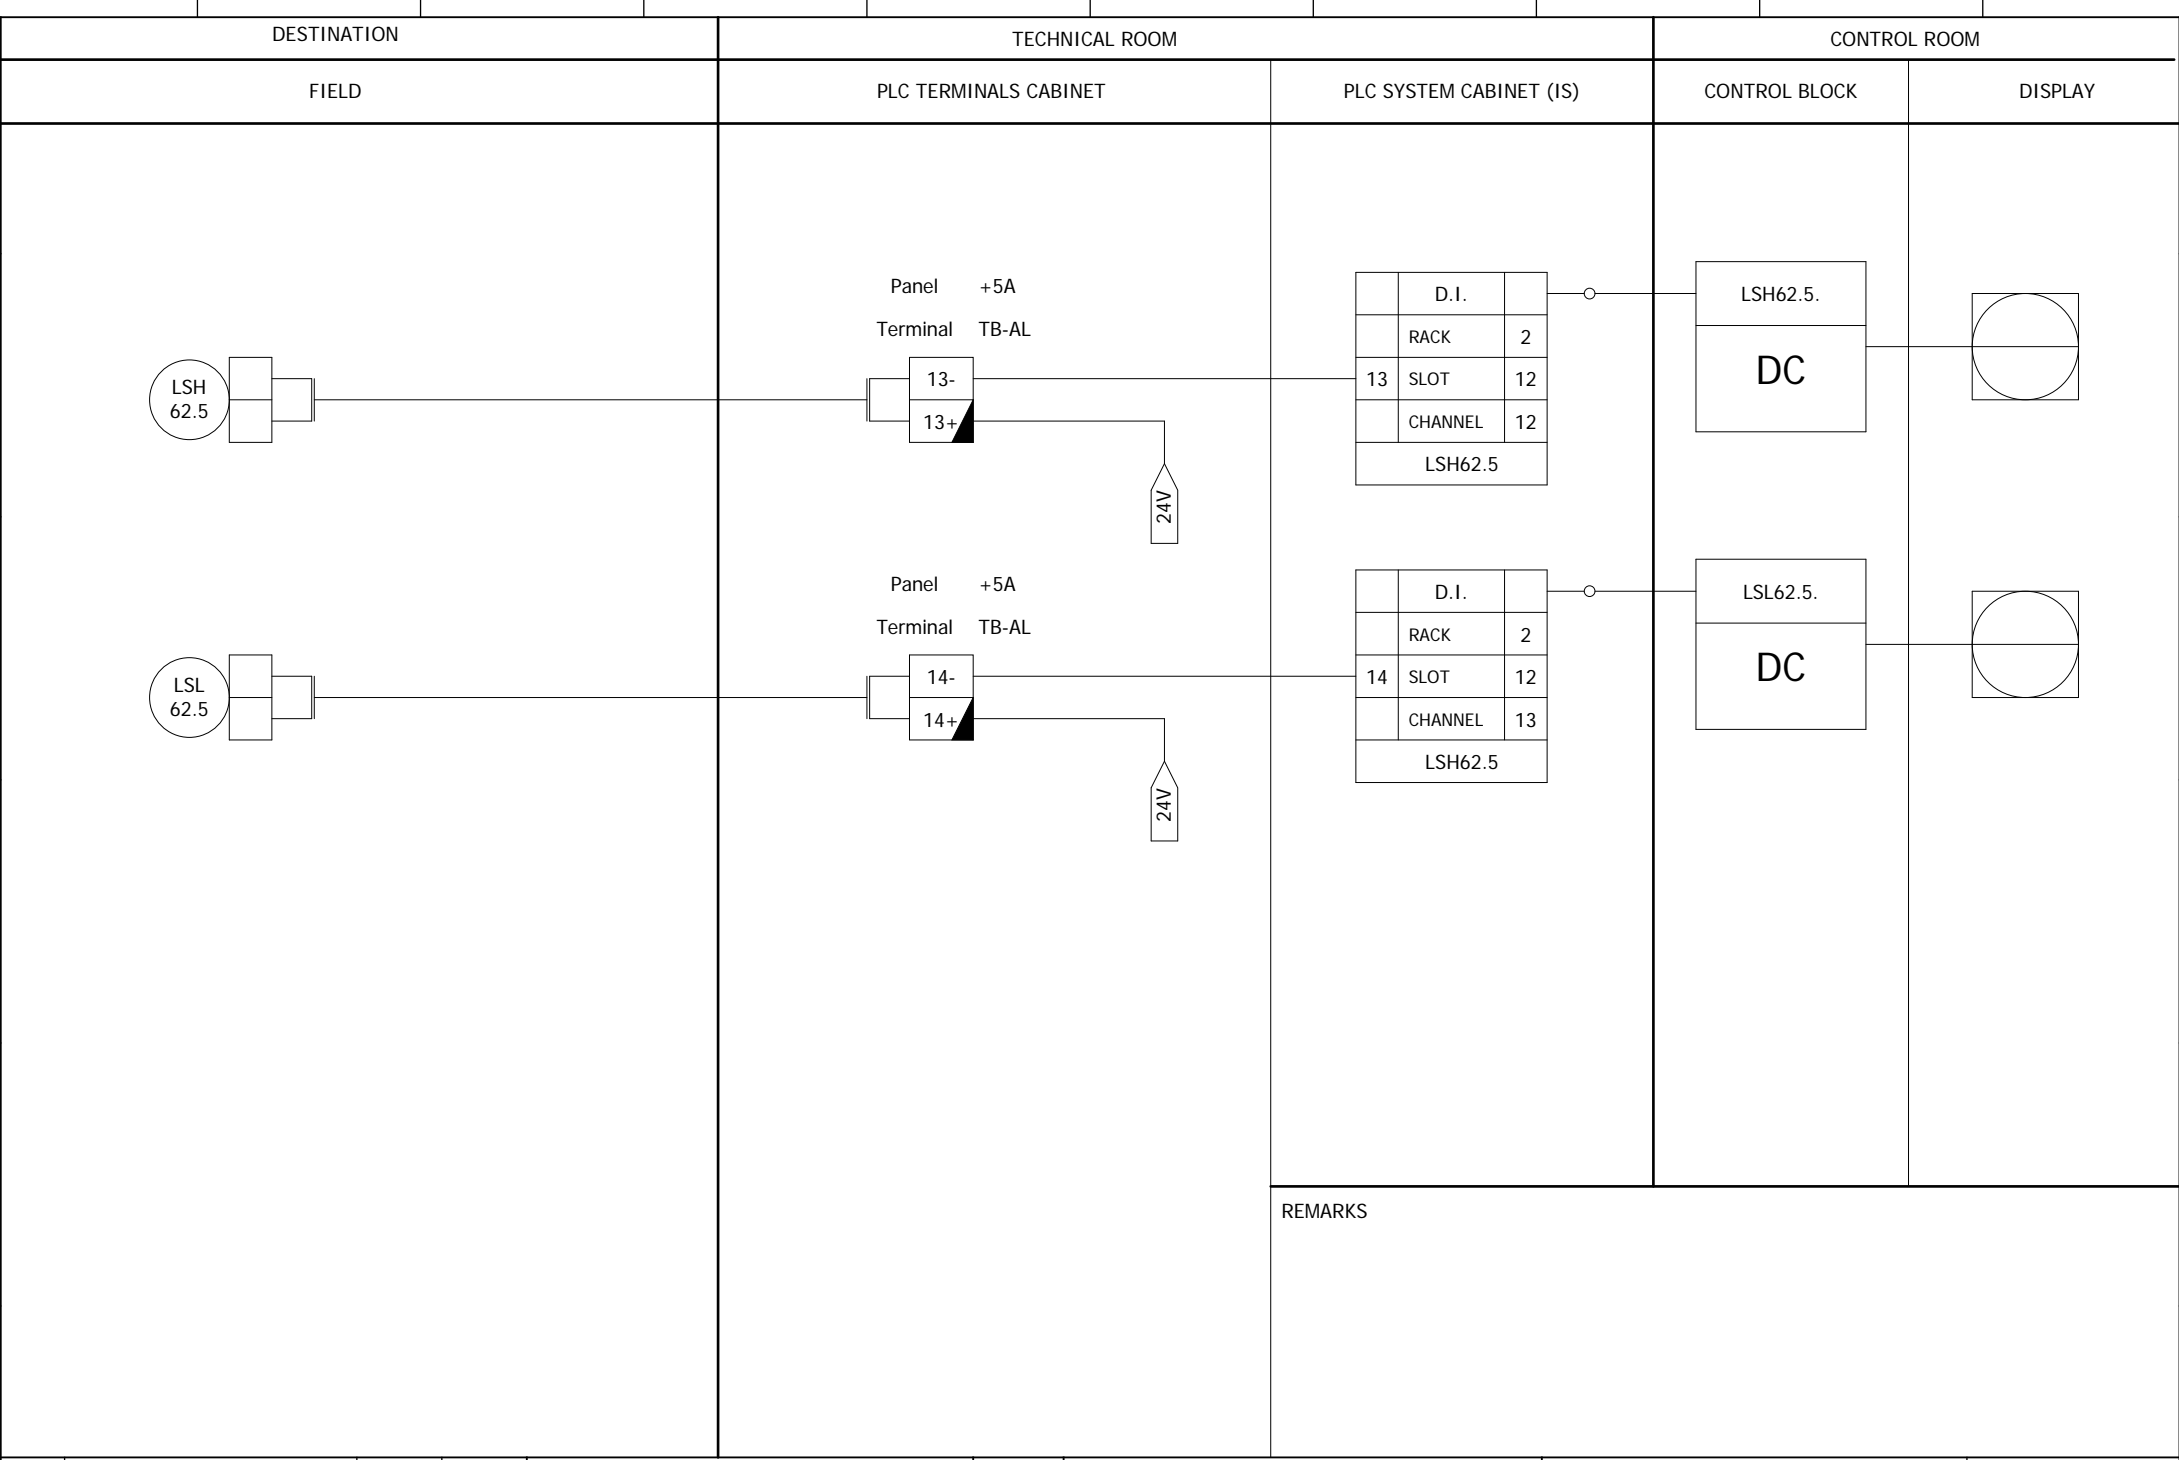 DESTINATION
TECHNICAL ROOM
CONTROL ROOM
FIELD
PLC TERMINALS CABINET
PLC SYSTEM CABINET (IS)
CONTROL BLOCK
DISPLAY
LSH
62.5
Panel +5A
Terminal TB-AL
13-
13+
24V
D.I.
RACK 2
13 SLOT 12
CHANNEL 12
LSH62.5
LSH62.5.
DC
LSL
62.5
Panel +5A
Terminal TB-AL
14-
14+
24V
D.I.
RACK 2
14 SLOT 12
CHANNEL 13
LSH62.5
LSL62.5.
DC
REMARKS